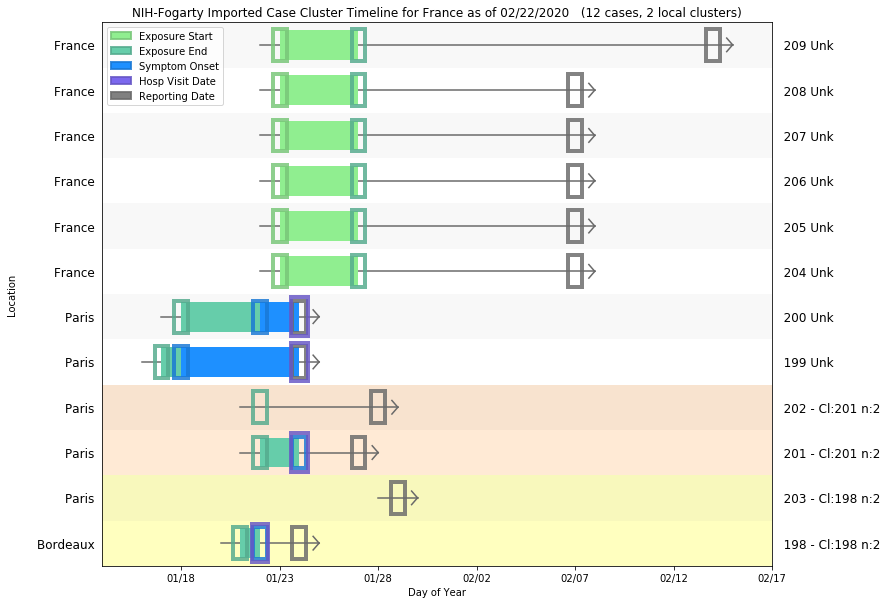 NIH-Fogarty Imported Case Cluster Timeline for France as of 02/22/2020   (12 cases, 2 local clusters)
Exposure Start
Exposure End
Symptom Onset
Hosp Visit Date
Reporting Date
France 209 Unk
France 208 Unk
France 207 Unk
France 206 Unk
France 205 Unk
France 204 Unk
Paris 200 Unk
Paris 199 Unk
Paris 202 - Cl:201 n:2
Paris 201 - Cl:201 n:2
Paris 203 - Cl:198 n:2
Bordeaux 198 - Cl:198 n:2
Location
01/18 01/23 01/28 02/02 02/07 02/12 02/17
Day of Year